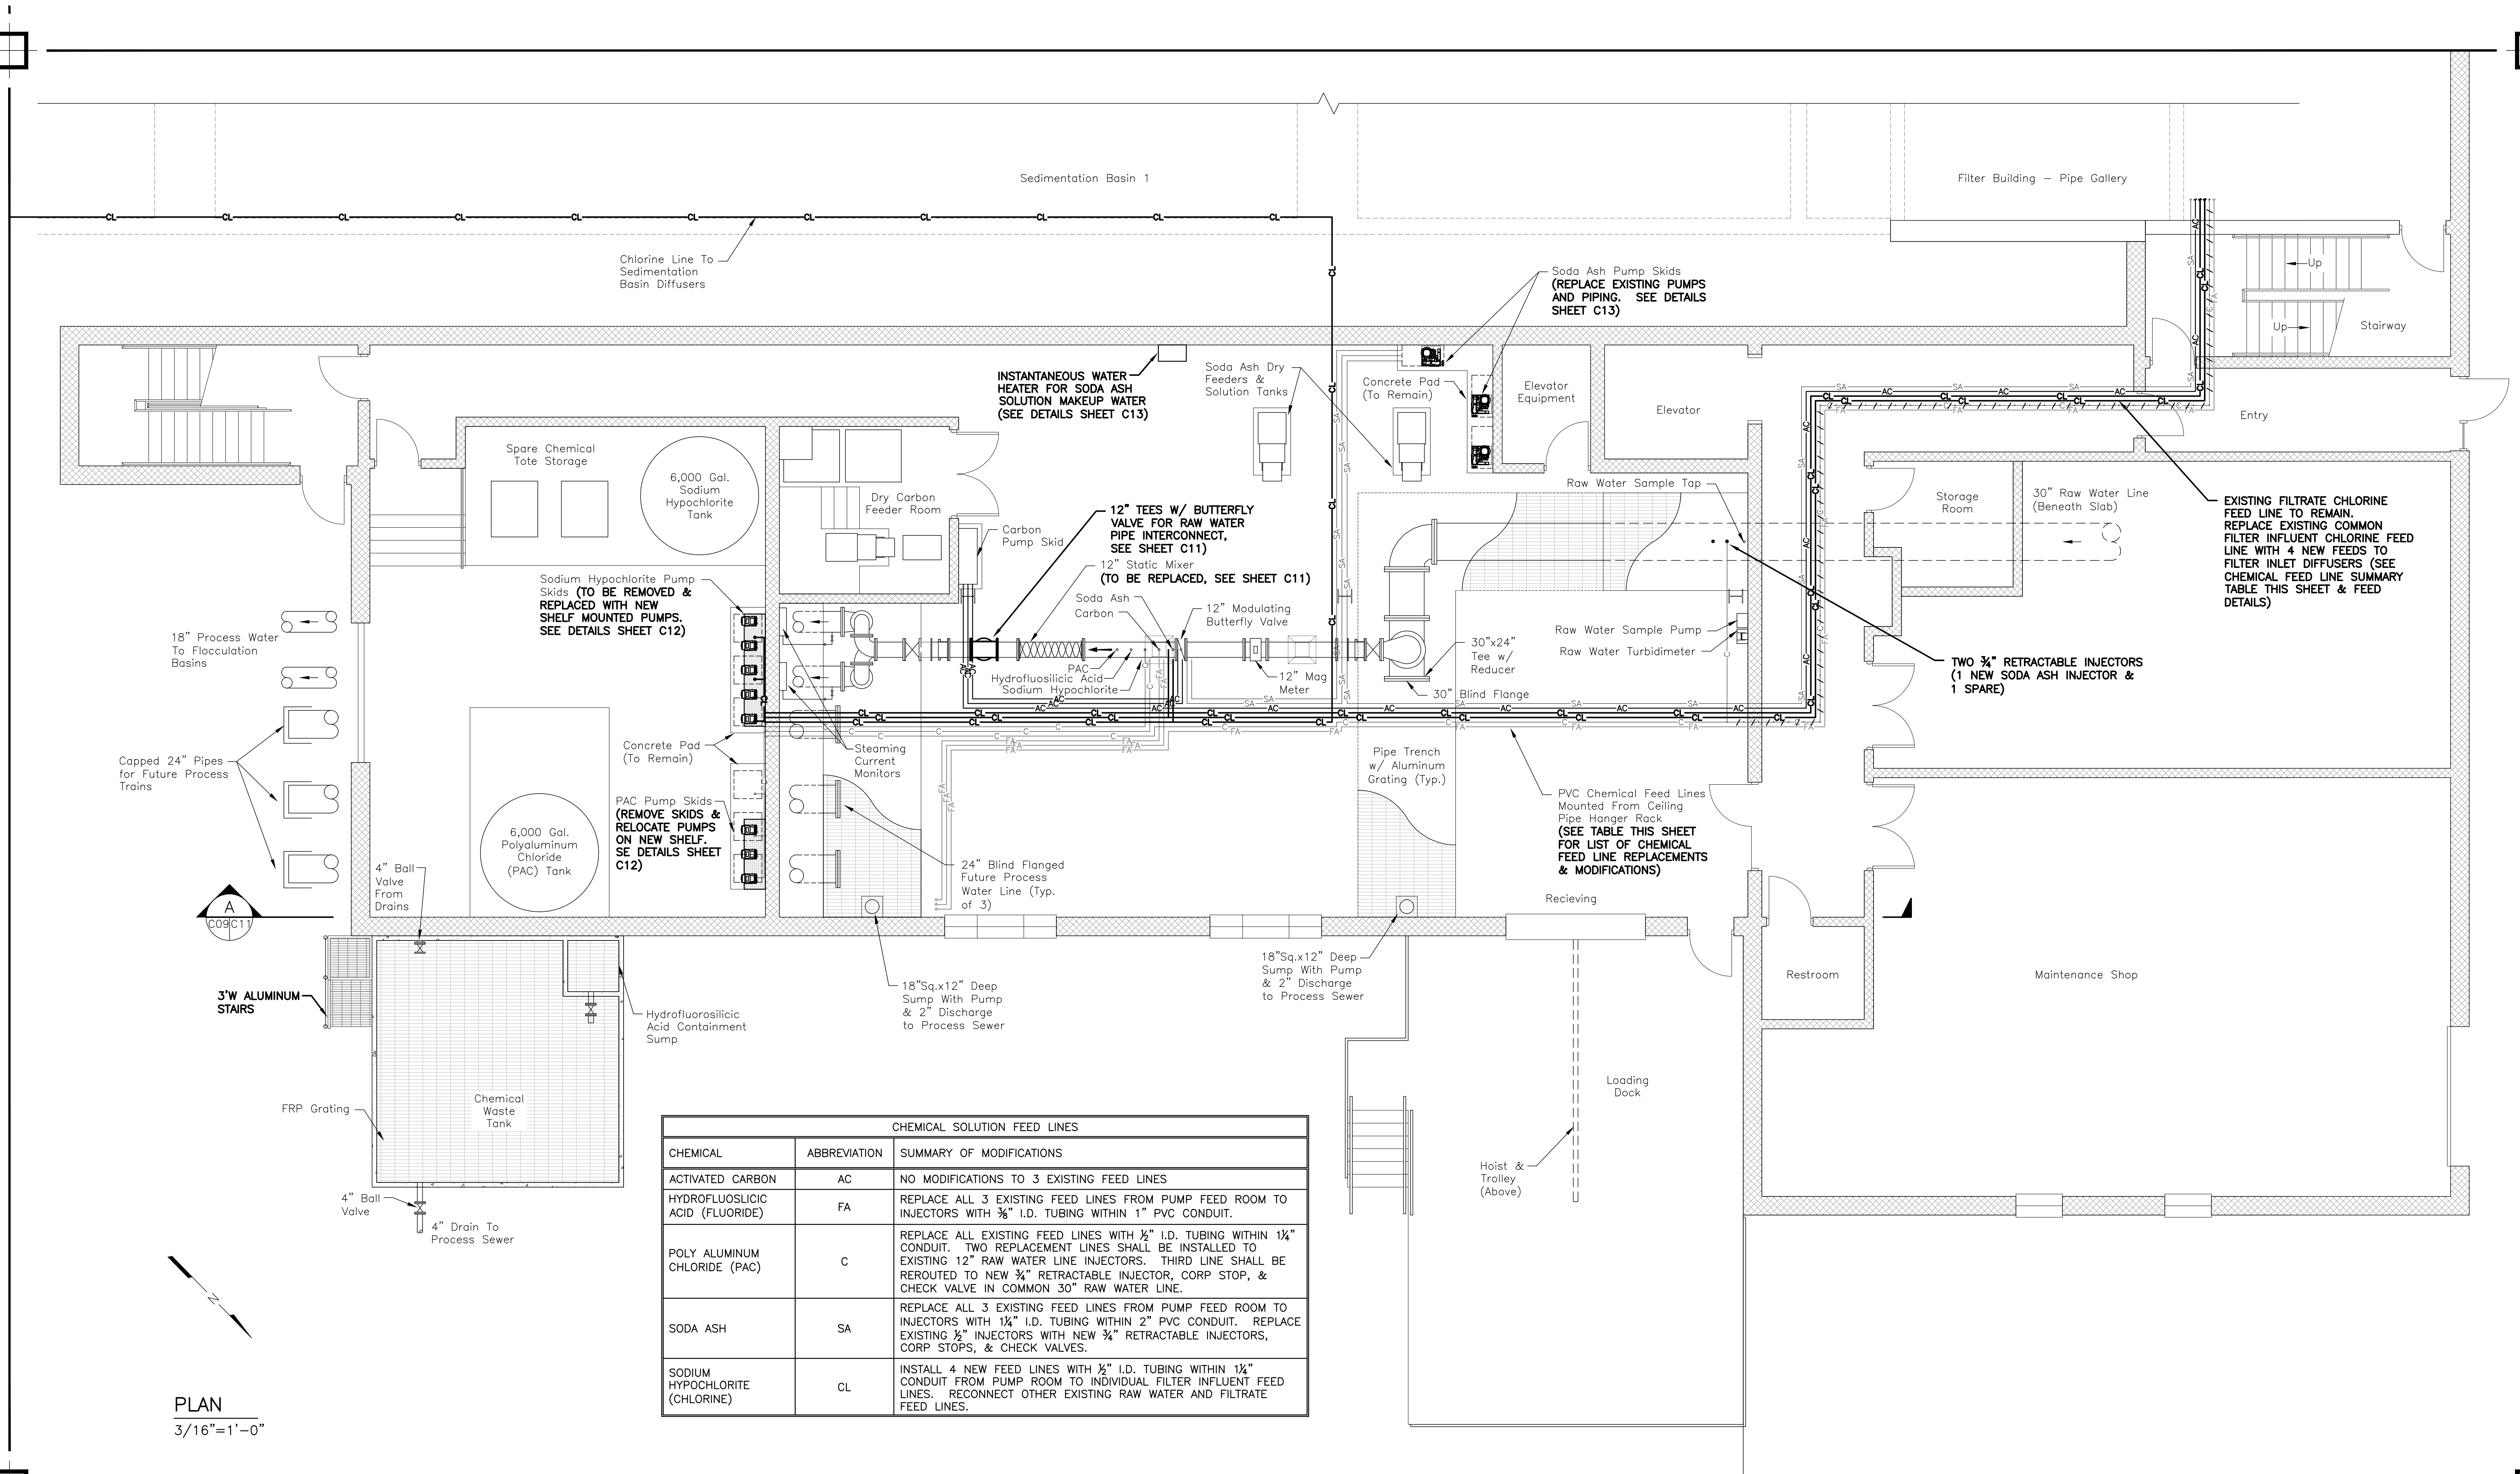 Sedimentation Basin 1
Filter Building - Pipe Gallery
CL CL CL CL CL CL CL CL CL CL CL
Chlorine Line To
Sedimentation
Basin Diffusers
Soda Ash Pump Skids
(REPLACE EXISTING PUMPS
AND PIPING. SEE DETAILS
SHEET C13)
Up
Up
Stairway
INSTANTANEOUS WATER
HEATER FOR SODA ASH
SOLUTION MAKEUP WATER
(SEE DETAILS SHEET C13)
Soda Ash Dry
Feeders &
Solution Tanks
Concrete Pad
(To Remain)
Elevator
Equipment
Elevator
Entry
Spare Chemical
Tote Storage
6,000 Gal.
Sodium
Hypochlorite
Tank
Dry Carbon
Feeder Room
Carbon
Pump Skid
12" TEES W/ BUTTERFLY
VALVE FOR RAW WATER
PIPE INTERCONNECT,
SEE SHEET C11)
12" Static Mixer
(TO BE REPLACED, SEE SHEET C11)
Soda Ash
Carbon
12" Modulating
Butterfly Valve
Raw Water Sample Tap
Storage
Room
30" Raw Water Line
(Beneath Slab)
EXISTING FILTRATE CHLORINE
FEED LINE TO REMAIN.
REPLACE EXISTING COMMON
FILTER INFLUENT CHLORINE FEED
LINE WITH 4 NEW FEEDS TO
FILTER INLET DIFFUSERS (SEE
CHEMICAL FEED LINE SUMMARY
TABLE THIS SHEET & FEED
DETAILS)
Sodium Hypochlorite Pump
Skids (TO BE REMOVED &
REPLACED WITH NEW
SHELF MOUNTED PUMPS.
SEE DETAILS SHEET C12)
18" Process Water
To Flocculation
Basins
PAC
Hydrofluosilicic Acid
Sodium Hypochlorite
12" Mag
Meter
30"x24"
Tee w/
Reducer
30" Blind Flange
Raw Water Sample Pump
Raw Water Turbidimeter
TWO ¾" RETRACTABLE INJECTORS
(1 NEW SODA ASH INJECTOR &
1 SPARE)
Capped 24" Pipes
for Future Process
Trains
Concrete Pad
(To Remain)
Steaming
Current
Monitors
Pipe Trench
w/ Aluminum
Grating (Typ.)
PAC Pump Skids
(REMOVE SKIDS &
RELOCATE PUMPS
ON NEW SHELF.
SE DETAILS SHEET
C12)
PVC Chemical Feed Lines
Mounted From Ceiling
Pipe Hanger Rack
(SEE TABLE THIS SHEET
FOR LIST OF CHEMICAL
FEED LINE REPLACEMENTS
& MODIFICATIONS)
6,000 Gal.
Polyaluminum
Chloride
(PAC) Tank
4" Ball
Valve
From
Drains
24" Blind Flanged
Future Process
Water Line (Typ.
of 3)
Recieving
A
C09 C11
18"Sq.x12" Deep
Sump With Pump
& 2" Discharge
to Process Sewer
18"Sq.x12" Deep
Sump With Pump
& 2" Discharge
to Process Sewer
Restroom
Maintenance Shop
3'W ALUMINUM
STAIRS
Hydrofluorosilicic
Acid Containment
Sump
FRP Grating
Chemical
Waste
Tank
Loading
Dock
Hoist &
Trolley
(Above)
4" Ball
Valve
4" Drain To
Process Sewer
CHEMICAL SOLUTION FEED LINES
CHEMICAL ABBREVIATION SUMMARY OF MODIFICATIONS
ACTIVATED CARBON AC NO MODIFICATIONS TO 3 EXISTING FEED LINES
HYDROFLUOSLICIC
ACID (FLUORIDE)
FA
REPLACE ALL 3 EXISTING FEED LINES FROM PUMP FEED ROOM TO
INJECTORS WITH ⅜" I.D. TUBING WITHIN 1" PVC CONDUIT.
POLY ALUMINUM
CHLORIDE (PAC)
C
REPLACE ALL EXISTING FEED LINES WITH ½" I.D. TUBING WITHIN 1¼"
CONDUIT. TWO REPLACEMENT LINES SHALL BE INSTALLED TO
EXISTING 12" RAW WATER LINE INJECTORS. THIRD LINE SHALL BE
REROUTED TO NEW ¾" RETRACTABLE INJECTOR, CORP STOP, &
CHECK VALVE IN COMMON 30" RAW WATER LINE.
SODA ASH
SA
REPLACE ALL 3 EXISTING FEED LINES FROM PUMP FEED ROOM TO
INJECTORS WITH 1¼" I.D. TUBING WITHIN 2" PVC CONDUIT. REPLACE
EXISTING ½" INJECTORS WITH NEW ¾" RETRACTABLE INJECTORS,
CORP STOPS, & CHECK VALVES.
SODIUM
HYPOCHLORITE
(CHLORINE)
CL
INSTALL 4 NEW FEED LINES WITH ½" I.D. TUBING WITHIN 1¼"
CONDUIT FROM PUMP ROOM TO INDIVIDUAL FILTER INFLUENT FEED
LINES. RECONNECT OTHER EXISTING RAW WATER AND FILTRATE
FEED LINES.
N
PLAN
3/16"=1'-0"